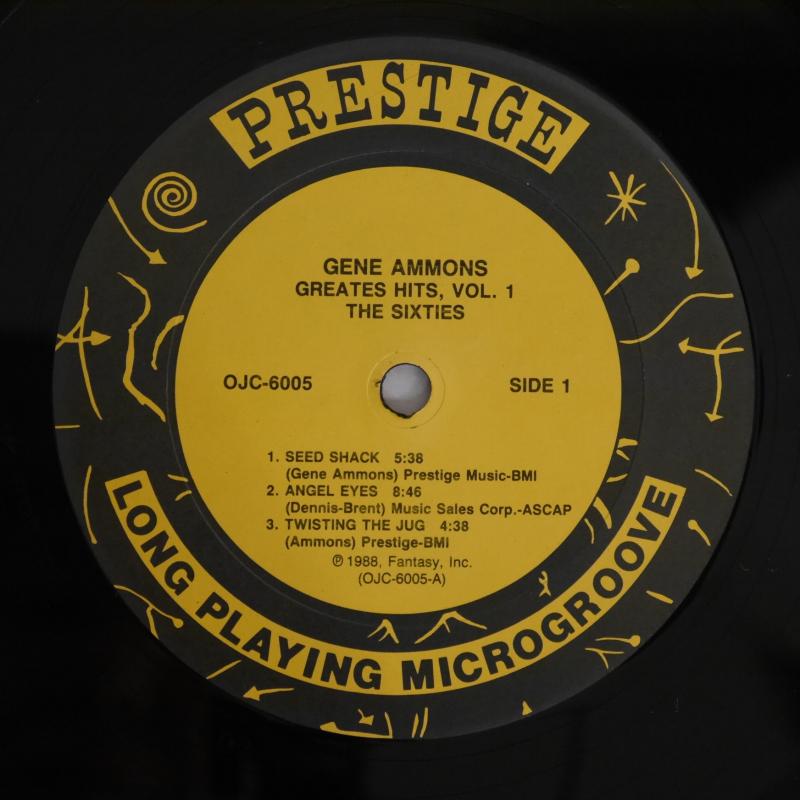 PRESTIGE
GENE AMMONS
GREATES HITS, VOL. 1
THE SIXTIES
OJC-6005
SIDE 1
1. SEED SHACK 5:38
(Gene Ammons) Prestige Music-BMI
2. ANGEL EYES 8:46
(Dennis-Brent) Music Sales Corp.-ASCAP
3. TWISTING THE JUG 4:38
(Ammons) Prestige-BMI
℗ 1988, Fantasy, Inc.
(OJC-6005-A)
LONG PLAYING MICROGROOVE